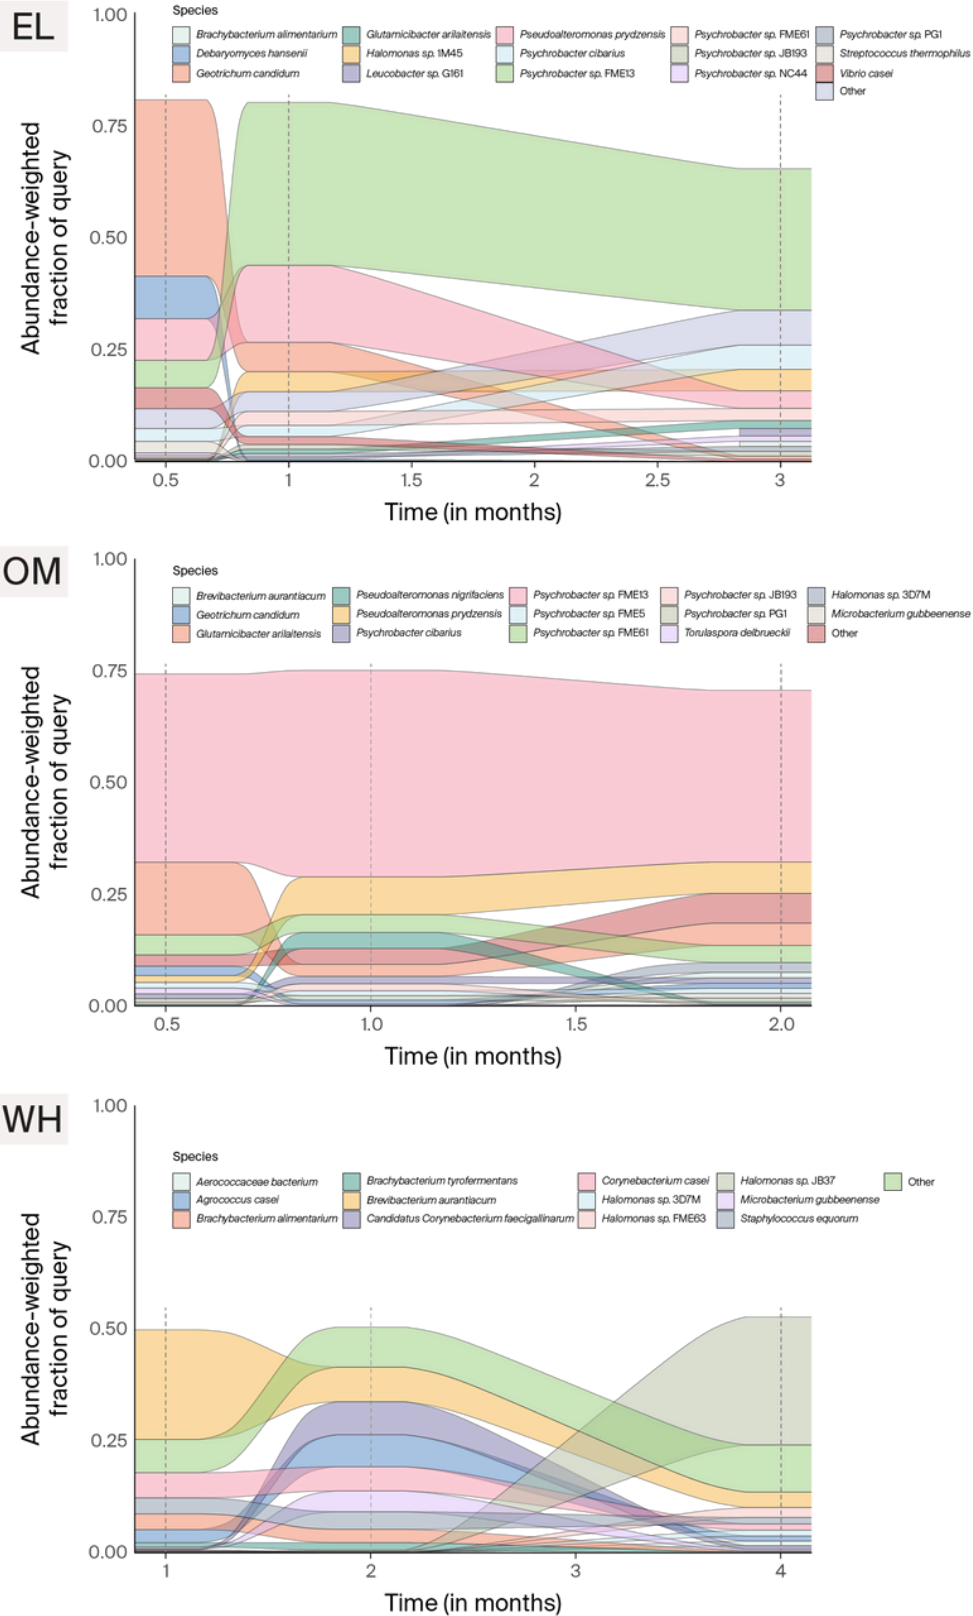 EL
Species
Brachybacterium alimentarium
Debaryomces hansenii
Geotrichum candidum
Glutamicibacter arilaitensis
Halomonas sp. 1M45
Leucobacter sp. G161
Pseudoalteromonas prydzensis
Psychrobacter cibarius
Psychrobacter sp. FME13
Psychrobacter sp. FME61
Psychrobacter sp. JB193
Psychrobacter sp. NC44
Psychrobacter sp. PG1
Streptococcus thermophilus
Vibrio casei
Other
Abundance-weighted
fraction of query
1.00
0.75
0.50
0.25
0.00
0.5 1 1.5 2 2.5 3
Time (in months)
OM
Species
Brevibacterium aurantiacum
Geotrichum candidum
Glutamicibacter arilaitensis
Pseudoalteromonas nigrifaciens
Pseudoalteromonas prydzensis
Psychrobacter cibarius
Psychrobacter sp. FME13
Psychrobacter sp. FME5
Psychrobacter sp. FME61
Psychrobacter sp. JB193
Psychrobacter sp. PG1
Torulaspora delbrueckii
Halomonas sp. 3D7M
Microbacterium gubbeenense
Other
Abundance-weighted
fraction of query
1.00
0.75
0.50
0.25
0.00
0.5 1.0 1.5 2.0
Time (in months)
WH
Species
Aerococcaceae bacterium
Agrococcus casei
Brachybacterium alimentarium
Brachybacterium tyrofermentans
Brevibacterium aurantiacum
Candidatus Corynebacterium faecigallinarum
Corynebacterium casei
Halomonas sp. 3D7M
Halomonas sp. FME63
Halomonas sp. JB37
Microbacterium gubbeenense
Staphylococcus equorum
Other
Abundance-weighted
fraction of query
1.00
0.75
0.50
0.25
0.00
1 2 3 4
Time (in months)